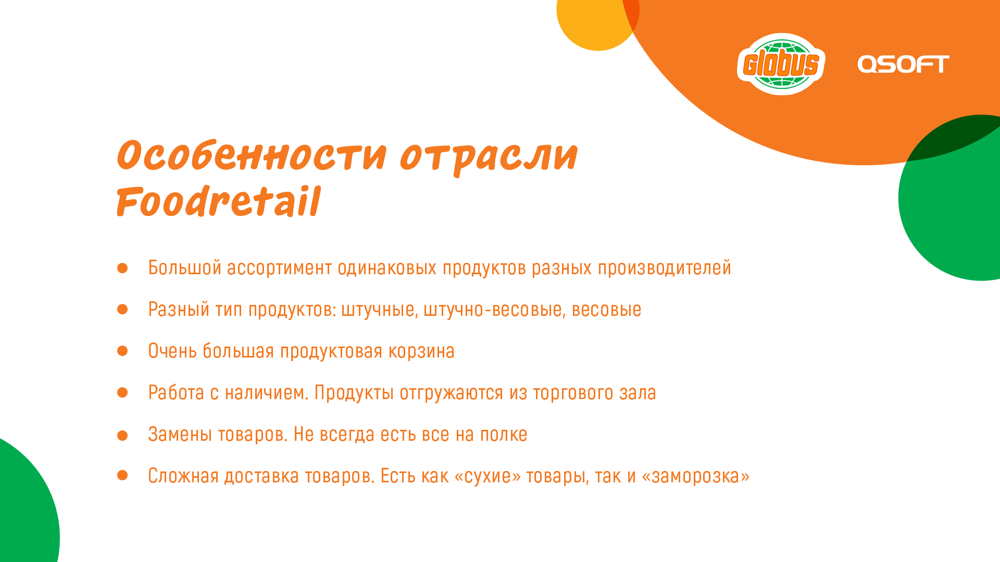 Globus
QSOFT
Особенности отрасли
Foodretail
Большой ассортимент одинаковых продуктов разных производителей
Разный тип продуктов: штучные, штучно-весовые, весовые
Очень большая продуктовая корзина
Работа с наличием. Продукты отгружаются из торгового зала
Замены товаров. Не всегда есть все на полке
Сложная доставка товаров. Есть как «сухие» товары, так и «заморозка»